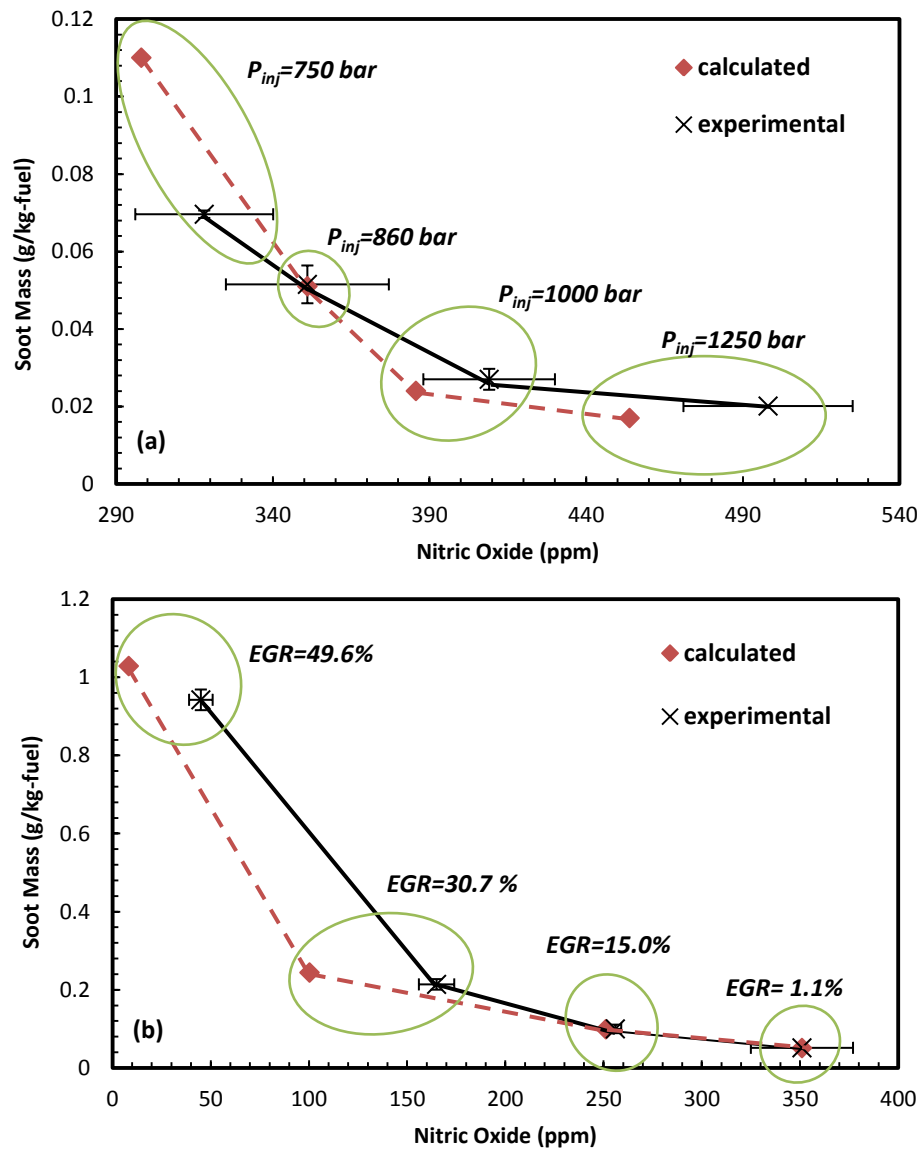 0.12
0.1
0.08
0.06
0.04
0.02
0
Soot Mass (g/kg-fuel)
Pinj=750 bar
Pinj=860 bar
Pinj=1000 bar
Pinj=1250 bar
calculated
experimental
(a)
290 340 390 440 490 540
Nitric Oxide (ppm)
1.2
1
0.8
0.6
0.4
0.2
0
Soot Mass (g/kg-fuel)
EGR=49.6%
EGR=30.7 %
EGR=15.0%
EGR= 1.1%
calculated
experimental
(b)
0 50 100 150 200 250 300 350 400
Nitric Oxide (ppm)